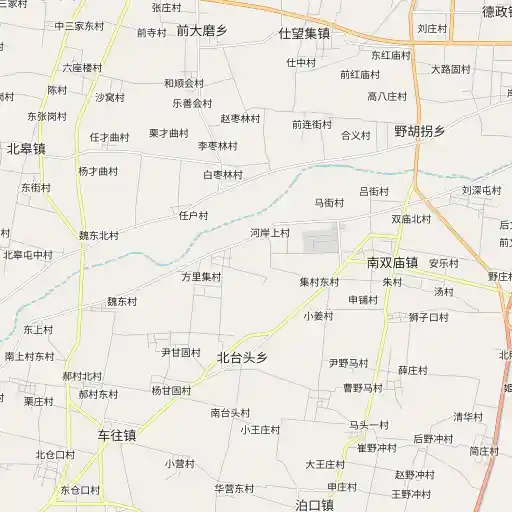 中三家村
张庄村
德政镇
中三家东村
前寺村
前大磨乡
仕望集镇
刘庄村
东红庙村
仕中村
六座楼村
和顺会村
前红庙村
大路固村
陈村
沙窝村
乐善会村
高八庄村
岗村
东张岗村
赵枣林村
前连街村
任才曲村
栗才曲村
合义村
野胡拐乡
北皋镇
李枣林村
杨才曲村
白枣林村
东街村
吕街村
刘深屯村
马街村
任户村
双庙北村
魏东北村
河岸上村
北皋屯中村
南双庙镇
安乐村
方里集村
集村东村
朱村
野庄村
汤村
魏东村
申铺村
小姜村
狮子口村
东上村
南上村东村
尹甘固村
北台头乡
尹野马村
薛庄村
郝村北村
曹野马村
栗庄村
郝村东村
杨甘固村
南台头村
清华村
小王庄村
马头一村
车往镇
后野冲村
崔野冲村
简庄村
北仓口村
小营村
大王庄村
赵野冲村
东仓口村
华营东村
申庄村
王野冲村
泊口镇